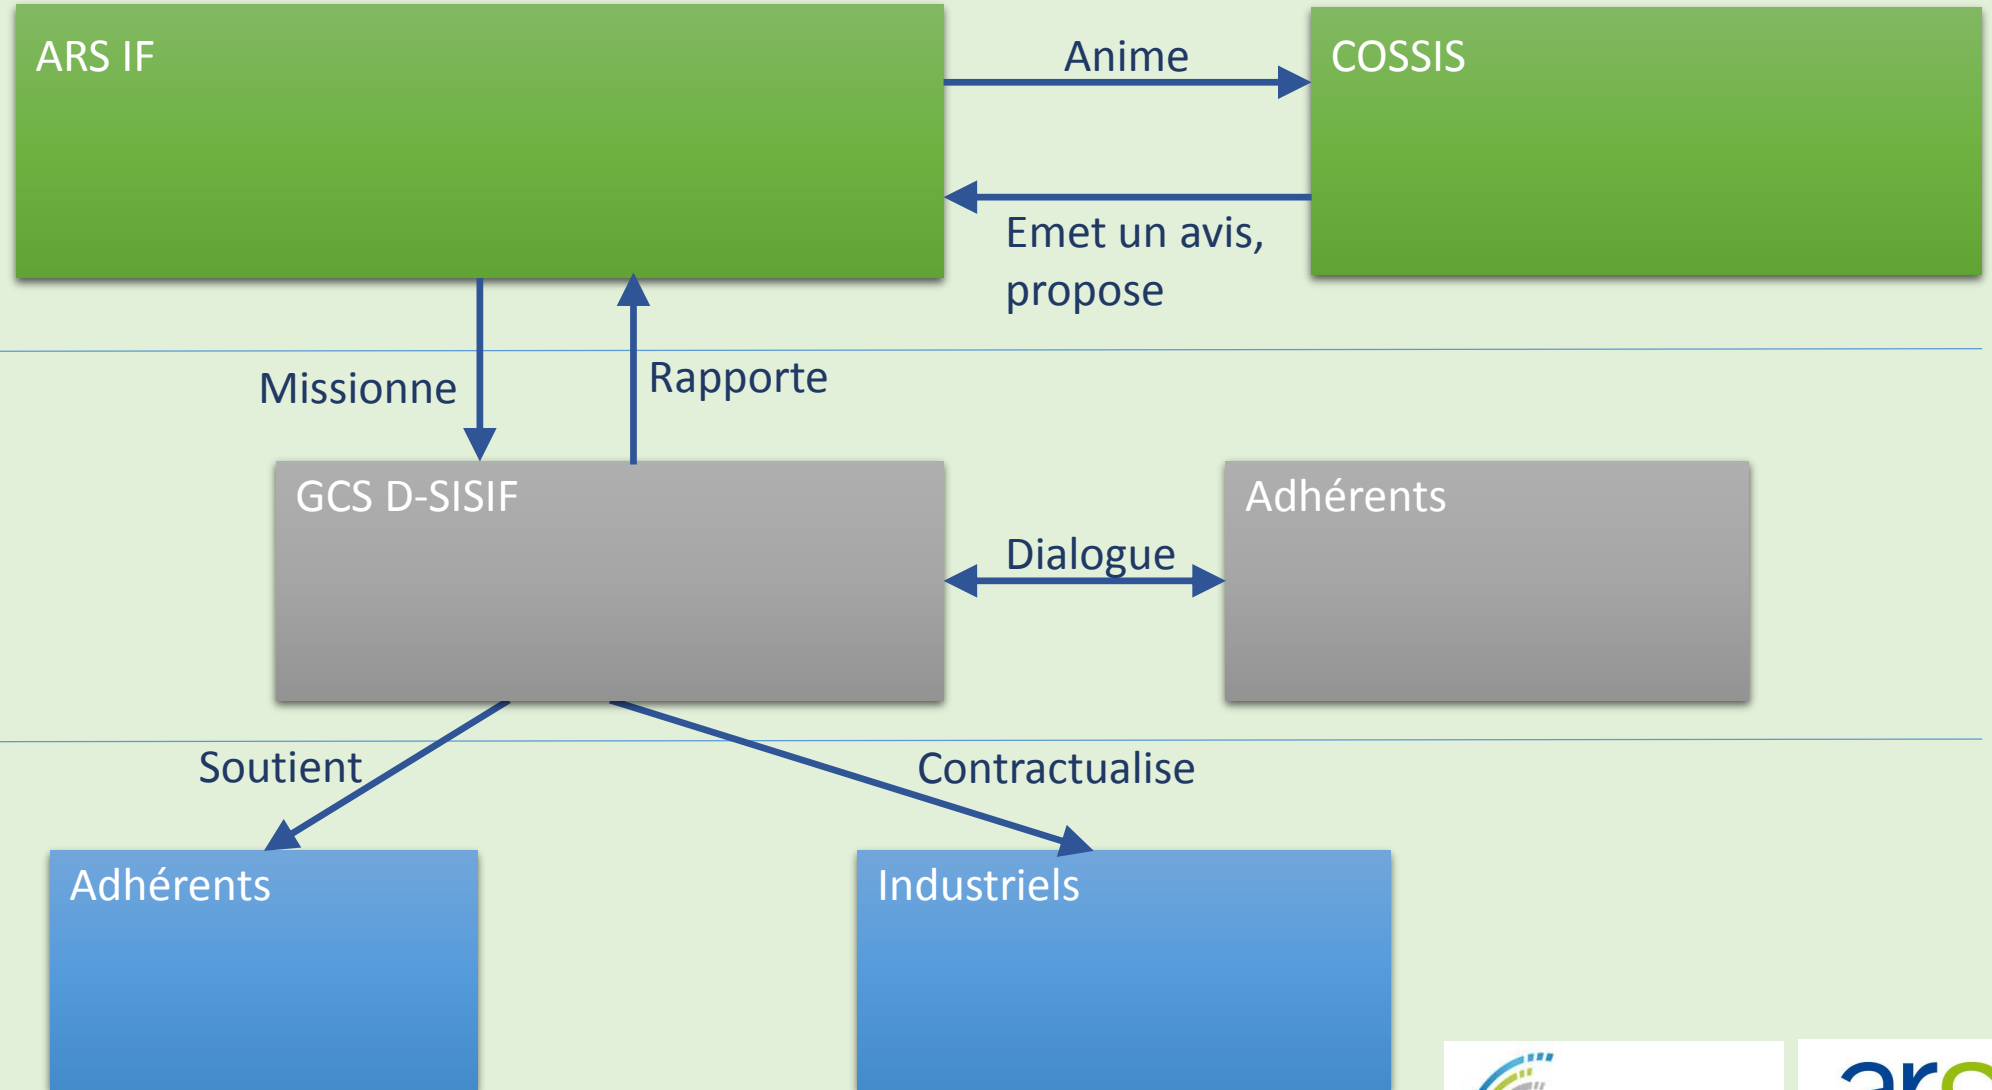 ARS IF
Anime
COSSIS
Emet un avis,
propose
Missionne
Rapporte
GCS D-SISIF
Adhérents
Dialogue
Soutient
Contractualise
Adhérents
Industriels